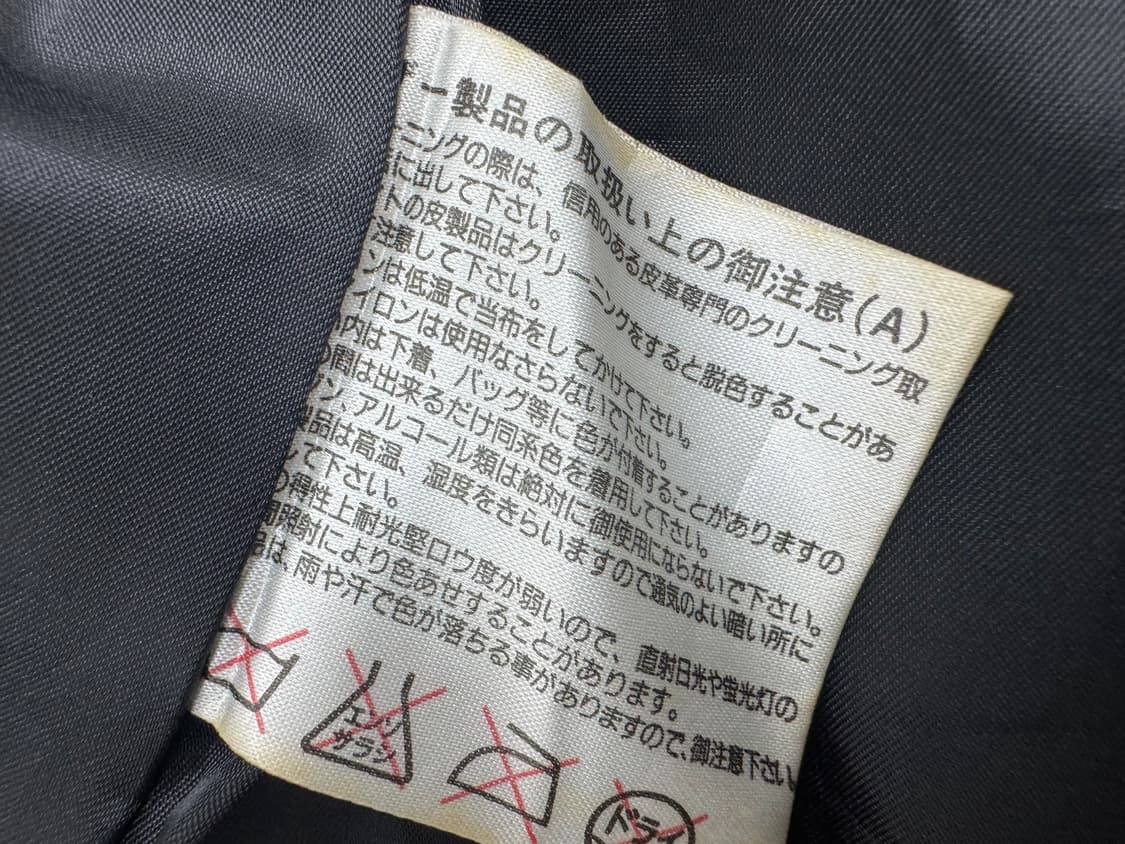 ー製品の取扱い上の御注意(A)
ーニングの際は、信用のある皮革専門のクリーニング取
に出して下さい。
トの皮製品はクリーニングをすると脱色することがあ
注意して下さい。
ンは低温で当布をしてかけて下さい。
イロンは使用なさらないで下さい。
内は下着、バッグ等に色が付着することがありますの
の間は出来るだけ同系色を着用して下さい。
ン、アルコール類は絶対に御使用にならないで下さい。
製品は高温、湿度をきらいますので通気のよい暗い所に
して下さい。
の得性上耐光堅ロウ度が弱いので、直射日光や蛍光灯の
間照射により色あせすることがあります。
は、雨や汗で色が落ちる事がありますので、御注意下さい。
エンソ
サラシ
ドライ